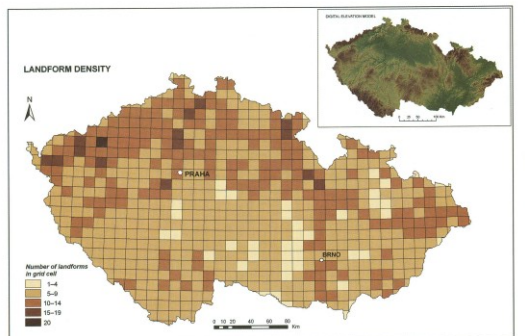 DIGITAL ELEVATION MODEL
LANDFORM DENSITY
N
PRAHA
BRNO
Number of landforms
in grid cell
1–4
5–9
10–14
15–19
20
0 10 20 40 60 80
Km